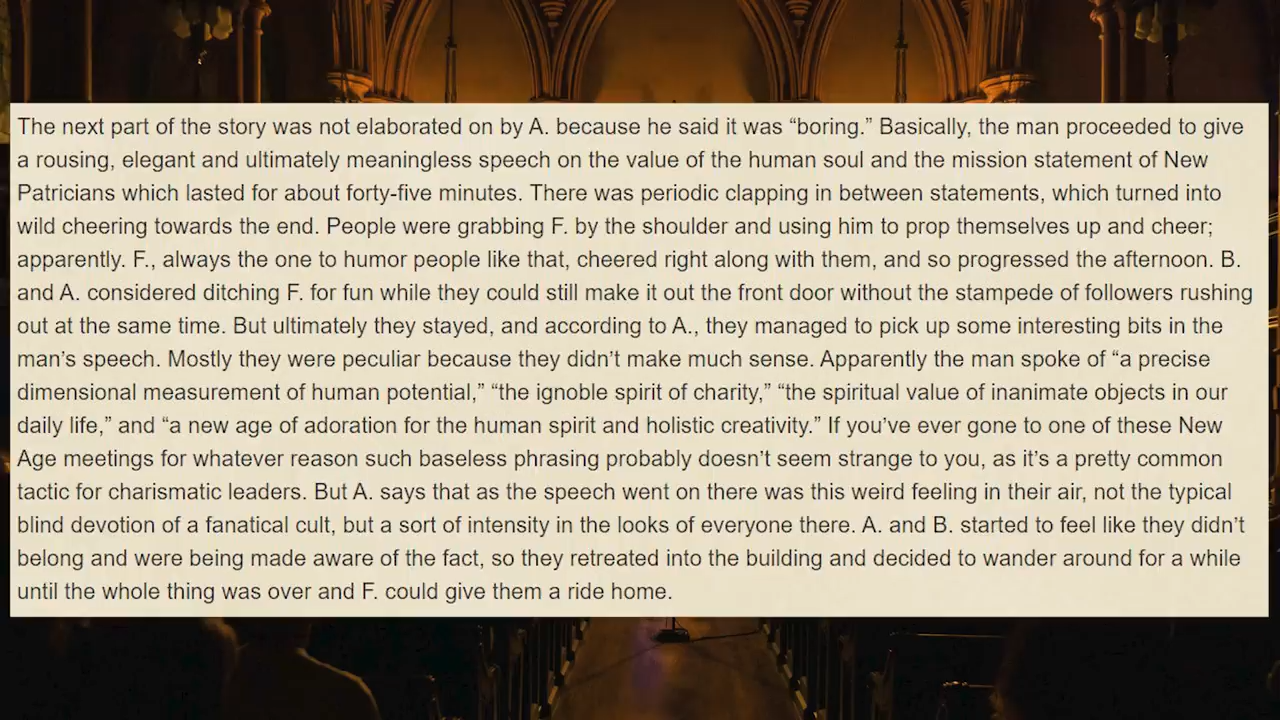 The next part of the story was not elaborated on by A. because he said it was “boring.” Basically, the man proceeded to give
a rousing, elegant and ultimately meaningless speech on the value of the human soul and the mission statement of New
Patricians which lasted for about forty-five minutes. There was periodic clapping in between statements, which turned into
wild cheering towards the end. People were grabbing F. by the shoulder and using him to prop themselves up and cheer;
apparently. F., always the one to humor people like that, cheered right along with them, and so progressed the afternoon. B.
and A. considered ditching F. for fun while they could still make it out the front door without the stampede of followers rushing
out at the same time. But ultimately they stayed, and according to A., they managed to pick up some interesting bits in the
man’s speech. Mostly they were peculiar because they didn’t make much sense. Apparently the man spoke of “a precise
dimensional measurement of human potential,” “the ignoble spirit of charity,” “the spiritual value of inanimate objects in our
daily life,” and “a new age of adoration for the human spirit and holistic creativity.” If you’ve ever gone to one of these New
Age meetings for whatever reason such baseless phrasing probably doesn’t seem strange to you, as it’s a pretty common
tactic for charismatic leaders. But A. says that as the speech went on there was this weird feeling in their air, not the typical
blind devotion of a fanatical cult, but a sort of intensity in the looks of everyone there. A. and B. started to feel like they didn’t
belong and were being made aware of the fact, so they retreated into the building and decided to wander around for a while
until the whole thing was over and F. could give them a ride home.